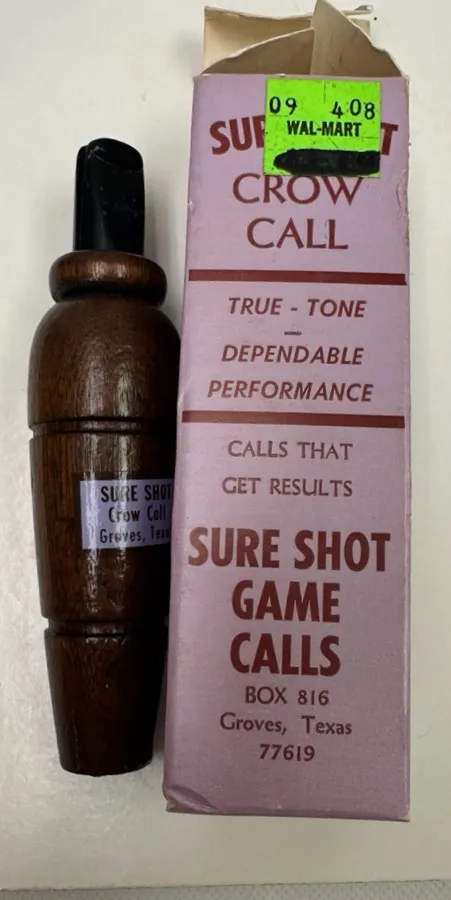 09 408
WAL-MART
CROW
CALL
TRUE - TONE
DEPENDABLE
PERFORMANCE
CALLS THAT
GET RESULTS
SURE SHOT
GAME
CALLS
BOX 816
Groves, Texas
77619
SURE SHOT
Crow Call
Groves, Texas